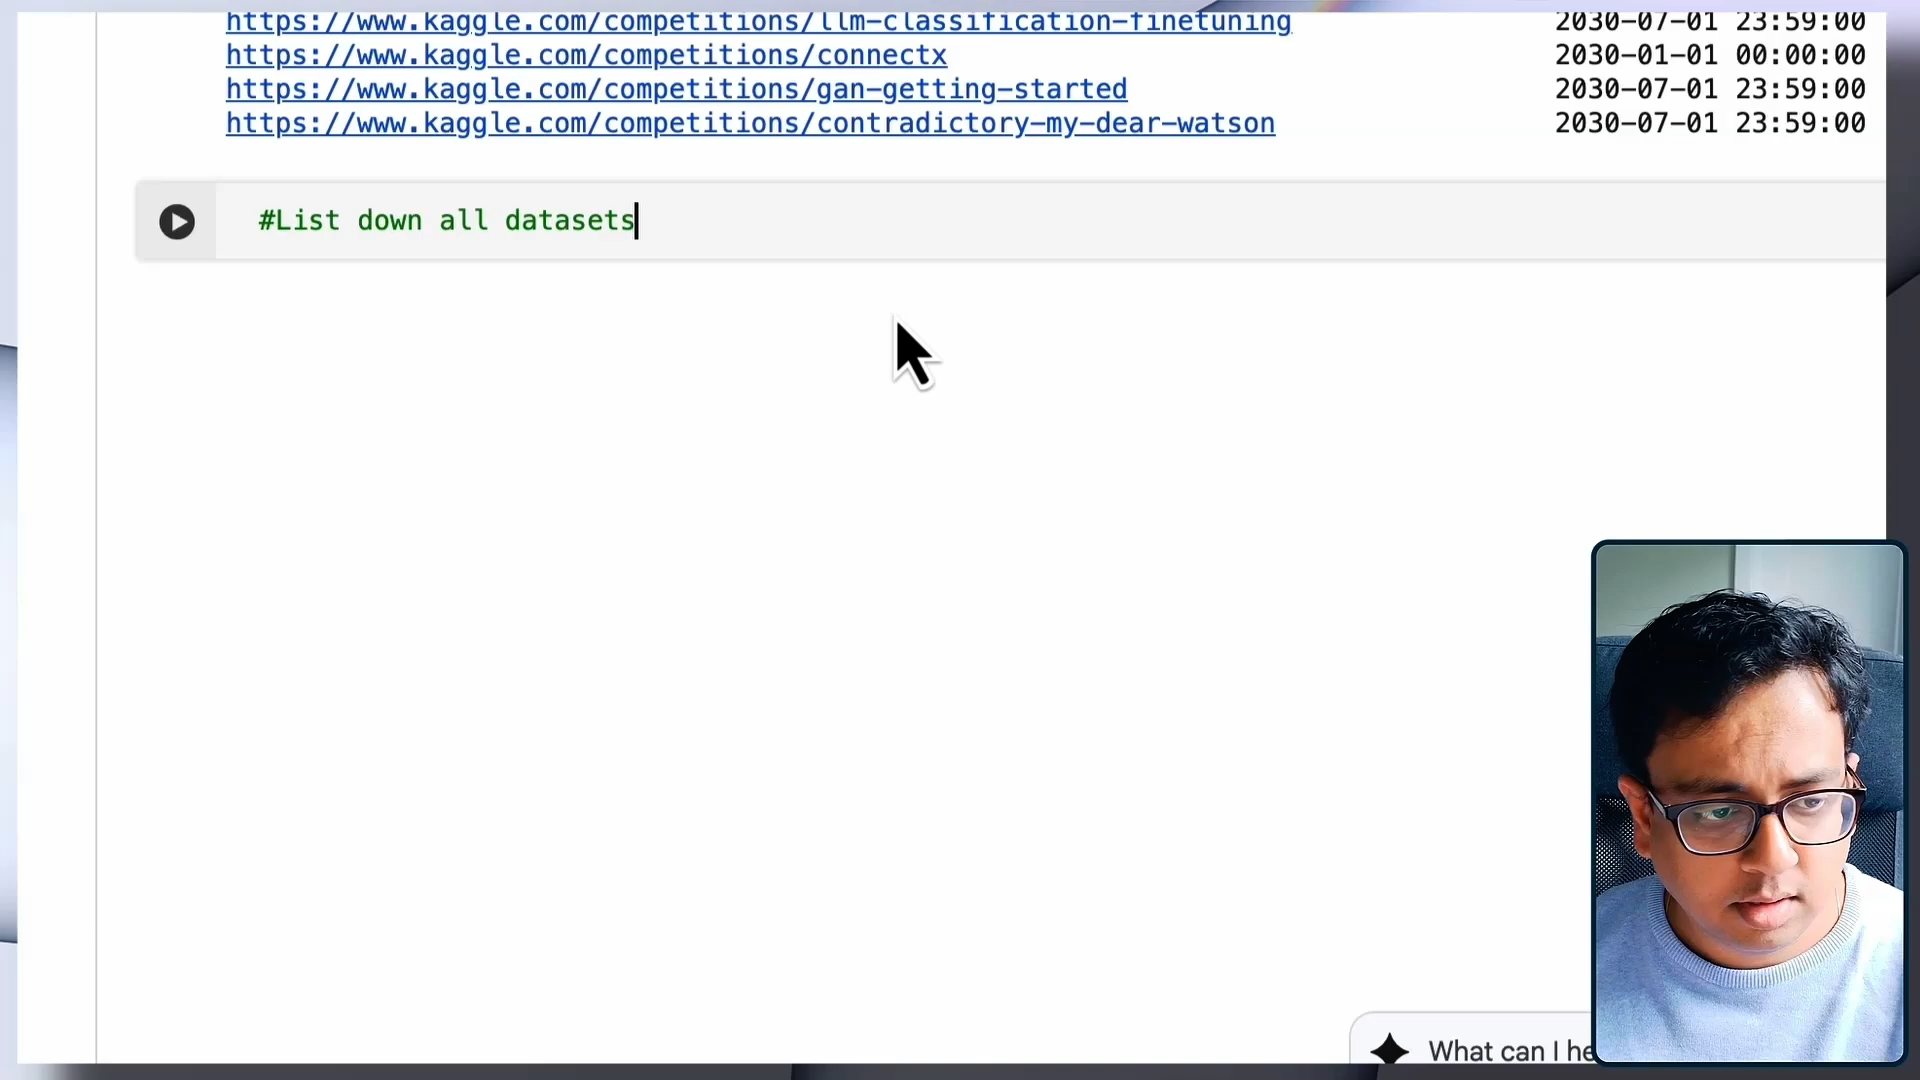 https://www.kaggle.com/competitions/llm-classification-finetuning 2030-07-01 23:59:00
https://www.kaggle.com/competitions/connectx 2030-01-01 00:00:00
https://www.kaggle.com/competitions/gan-getting-started 2030-07-01 23:59:00
https://www.kaggle.com/competitions/contradictory-my-dear-watson 2030-07-01 23:59:00
#List down all datasets
What can I he